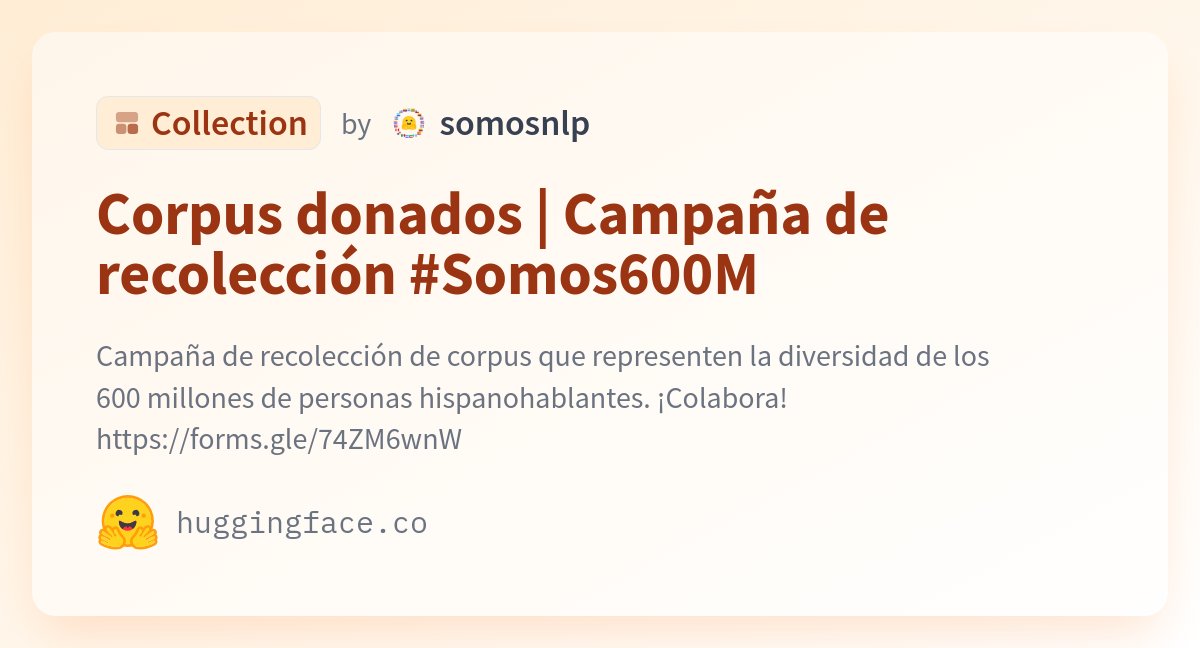 Collection by somosnlp
Corpus donados | Campaña de
recolección #Somos600M
Campaña de recolección de corpus que representen la diversidad de los
600 millones de personas hispanohablantes. ¡Colabora!
https://forms.gle/74ZM6wnW
huggingface.co